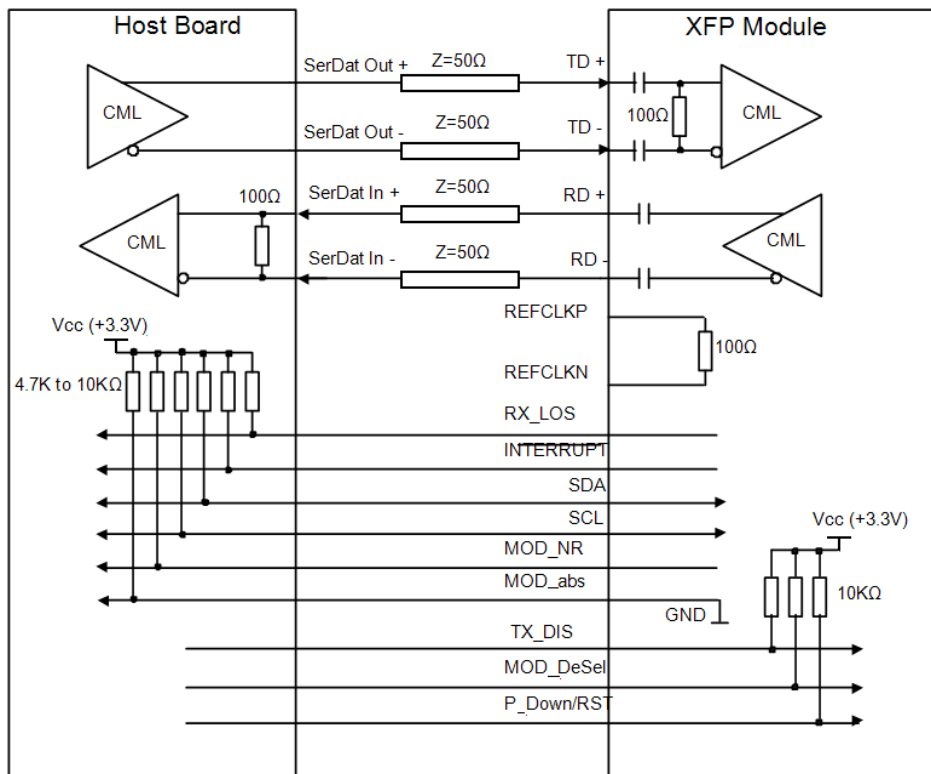 Host Board
XFP Module
SerDat Out +
Z=50Ω
TD +
CML
100Ω
CML
SerDat Out -
Z=50Ω
TD -
100Ω
SerDat In +
Z=50Ω
RD +
CML
CML
SerDat In -
Z=50Ω
RD -
REFCLKP
Vcc (+3.3V)
100Ω
4.7K to 10KΩ
REFCLKN
RX_LOS
INTERRUPT
SDA
SCL
Vcc (+3.3V)
MOD_NR
MOD_abs
10KΩ
GND
TX_DIS
MOD_DeSel
P_Down/RST